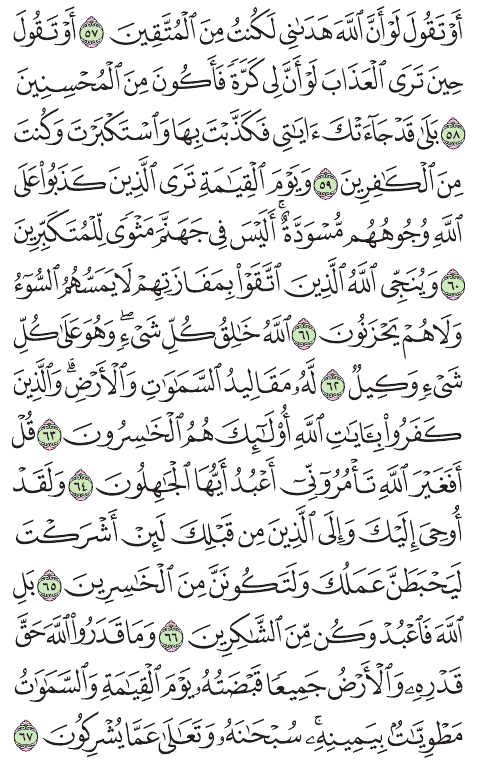 أَوْ تَقُولَ لَوْ أَنَّ ٱللَّهَ هَدَىٰنِى لَكُنتُ مِنَ ٱلْمُتَّقِينَ ٥٧ أَوْ تَقُولَ
حِينَ تَرَى ٱلْعَذَابَ لَوْ أَنَّ لِى كَرَّةً فَأَكُونَ مِنَ ٱلْمُحْسِنِينَ
٥٨ بَلَىٰ قَدْ جَآءَتْكَ ءَايَٰتِى فَكَذَّبْتَ بِهَا وَٱسْتَكْبَرْتَ وَكُنتَ
مِنَ ٱلْكَٰفِرِينَ ٥٩ وَيَوْمَ ٱلْقِيَٰمَةِ تَرَى ٱلَّذِينَ كَذَبُوا۟ عَلَى
ٱللَّهِ وُجُوهُهُم مُّسْوَدَّةٌ ۚ أَلَيْسَ فِى جَهَنَّمَ مَثْوًى لِّلْمُتَكَبِّرِينَ
٦٠ وَيُنَجِّى ٱللَّهُ ٱلَّذِينَ ٱتَّقَوْا۟ بِمَفَازَتِهِمْ لَا يَمَسُّهُمُ ٱلسُّوٓءُ
وَلَا هُمْ يَحْزَنُونَ ٦١ ٱللَّهُ خَٰلِقُ كُلِّ شَىْءٍ ۖ وَهُوَ عَلَىٰ كُلِّ
شَىْءٍ وَكِيلٌ ٦٢ لَّهُۥ مَقَالِيدُ ٱلسَّمَٰوَٰتِ وَٱلْأَرْضِ ۗ وَٱلَّذِينَ
كَفَرُوا۟ بِـَٔايَٰتِ ٱللَّهِ أُو۟لَٰٓئِكَ هُمُ ٱلْخَٰسِرُونَ ٦٣ قُلْ
أَفَغَيْرَ ٱللَّهِ تَأْمُرُوٓنِّىٓ أَعْبُدُ أَيُّهَا ٱلْجَٰهِلُونَ ٦٤ وَلَقَدْ
أُوحِىَ إِلَيْكَ وَإِلَى ٱلَّذِينَ مِن قَبْلِكَ لَئِنْ أَشْرَكْتَ
لَيَحْبَطَنَّ عَمَلُكَ وَلَتَكُونَنَّ مِنَ ٱلْخَٰسِرِينَ ٦٥ بَلِ
ٱللَّهَ فَٱعْبُدْ وَكُن مِّنَ ٱلشَّٰكِرِينَ ٦٦ وَمَا قَدَرُوا۟ ٱللَّهَ حَقَّ
قَدْرِهِۦ وَٱلْأَرْضُ جَمِيعًا قَبْضَتُهُۥ يَوْمَ ٱلْقِيَٰمَةِ وَٱلسَّمَٰوَٰتُ
مَطْوِيَّٰتٌۢ بِيَمِينِهِۦ ۚ سُبْحَٰنَهُۥ وَتَعَٰلَىٰ عَمَّا يُشْرِكُونَ ٦٧